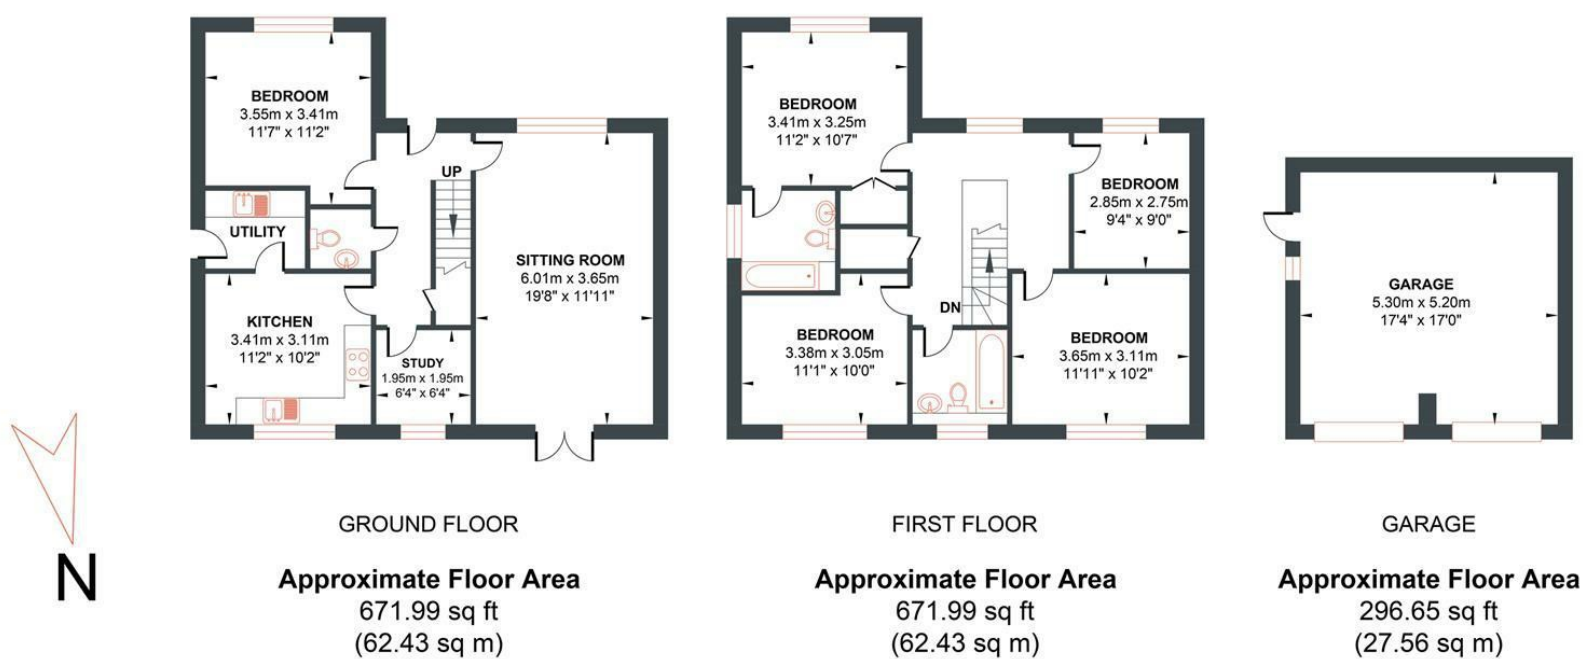 BEDROOM
3.55m x 3.41m
11'7" x 11'2"
UP
UTILITY
SITTING ROOM
6.01m x 3.65m
19'8" x 11'11"
KITCHEN
3.41m x 3.11m
11'2" x 10'2"
STUDY
1.95m x 1.95m
6'4" x 6'4"
BEDROOM
3.41m x 3.25m
11'2" x 10'7"
BEDROOM
2.85m x 2.75m
9'4" x 9'0"
DN
BEDROOM
3.38m x 3.05m
11'1" x 10'0"
BEDROOM
3.65m x 3.11m
11'11" x 10'2"
GARAGE
5.30m x 5.20m
17'4" x 17'0"
N
GROUND FLOOR
Approximate Floor Area
671.99 sq ft
(62.43 sq m)
FIRST FLOOR
Approximate Floor Area
671.99 sq ft
(62.43 sq m)
GARAGE
Approximate Floor Area
296.65 sq ft
(27.56 sq m)